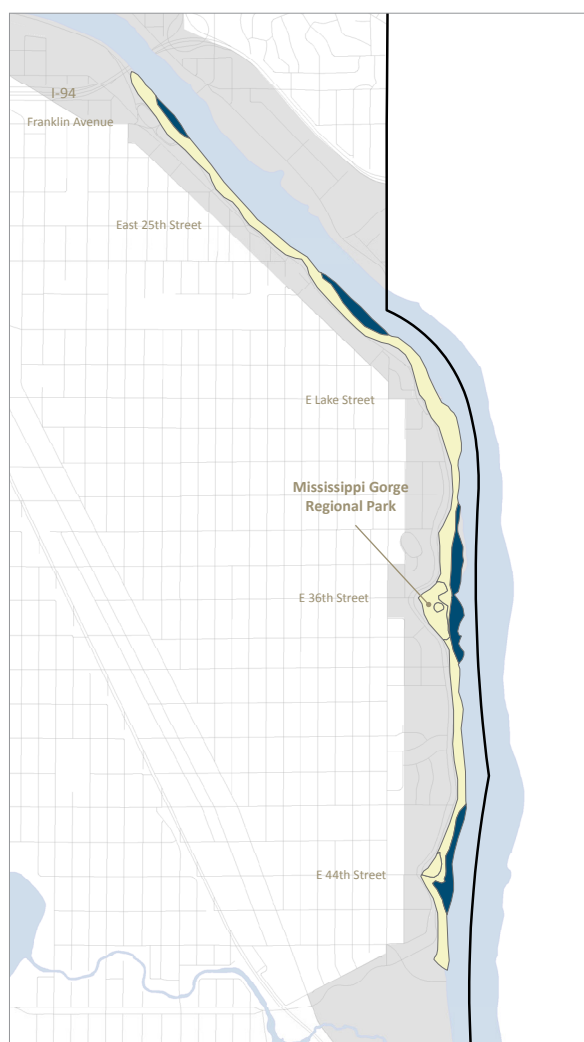 I-94
Franklin Avenue
East 25th Street
E Lake Street
Mississippi Gorge
Regional Park
E 36th Street
E 44th Street